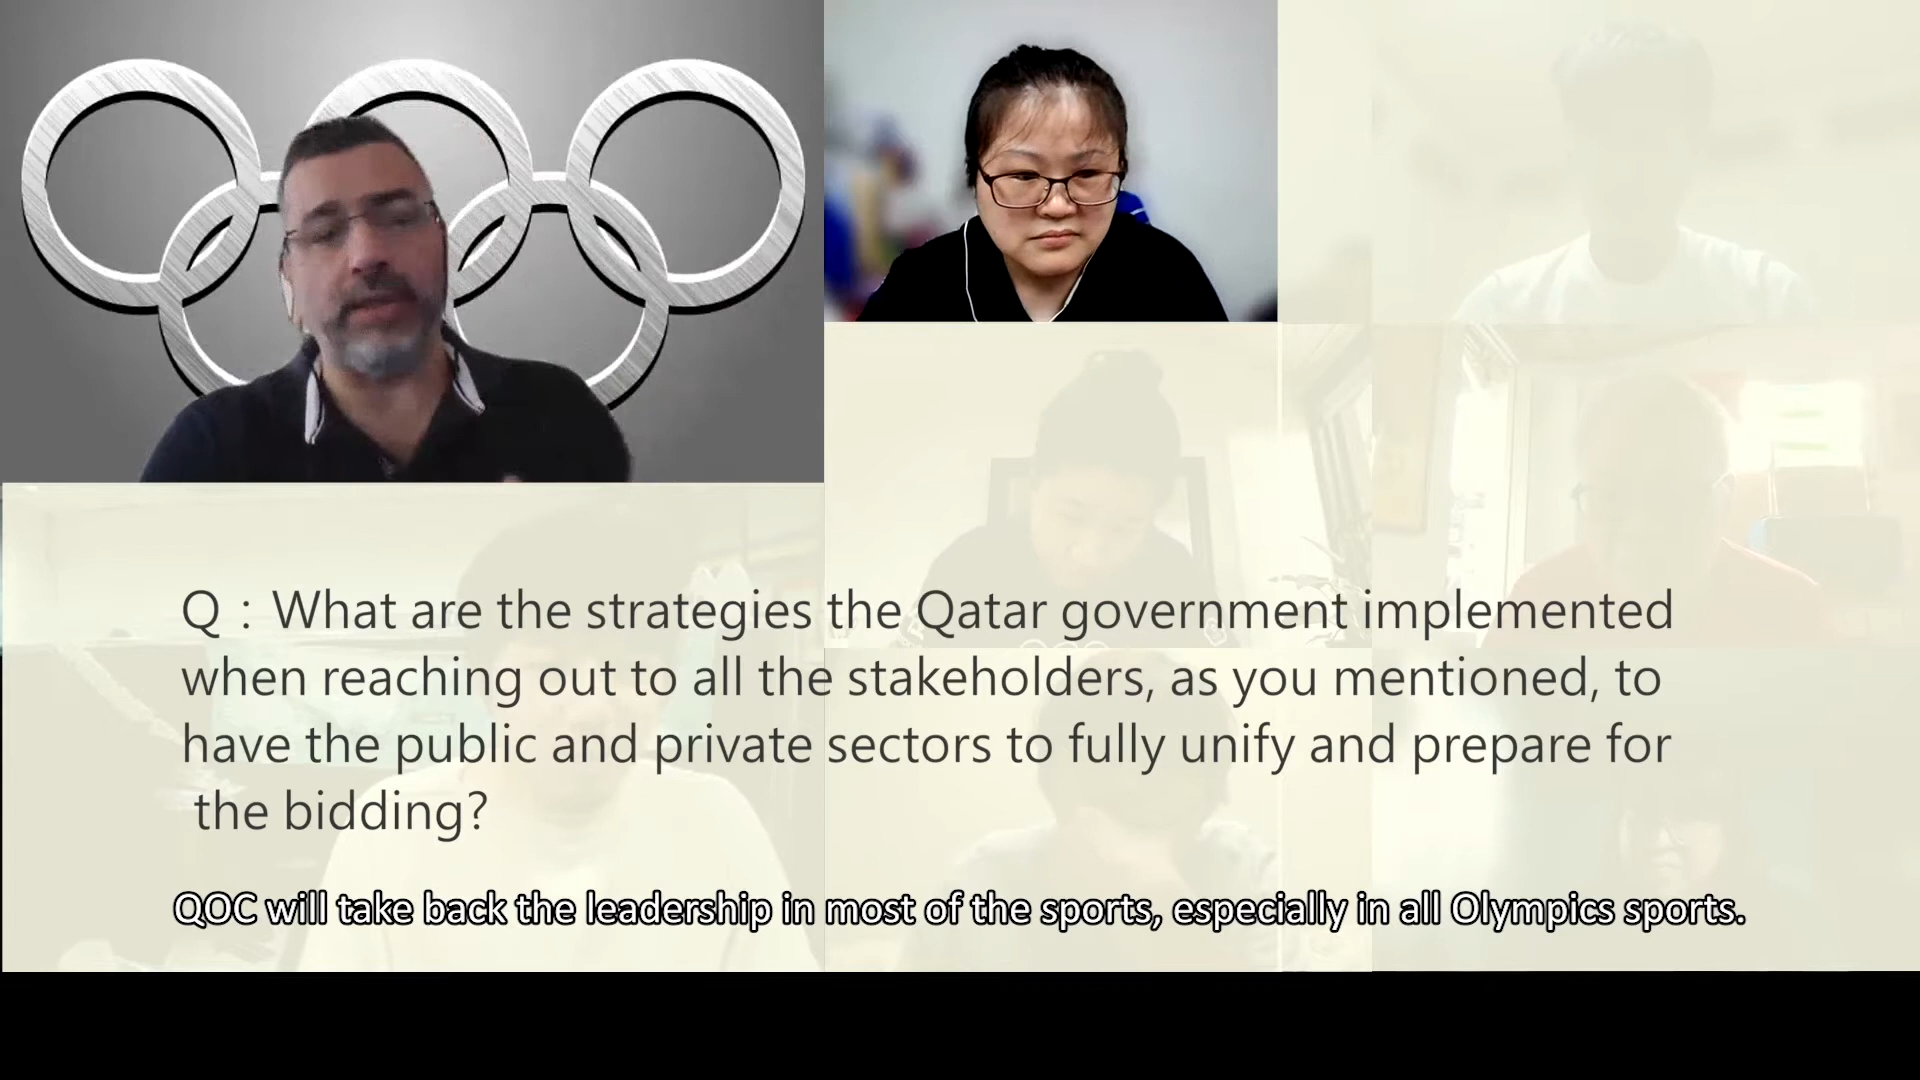 Q：What are the strategies the Qatar government implemented
when reaching out to all the stakeholders, as you mentioned, to
have the public and private sectors to fully unify and prepare for
the bidding?
QOC will take back the leadership in most of the sports, especially in all Olympics sports.